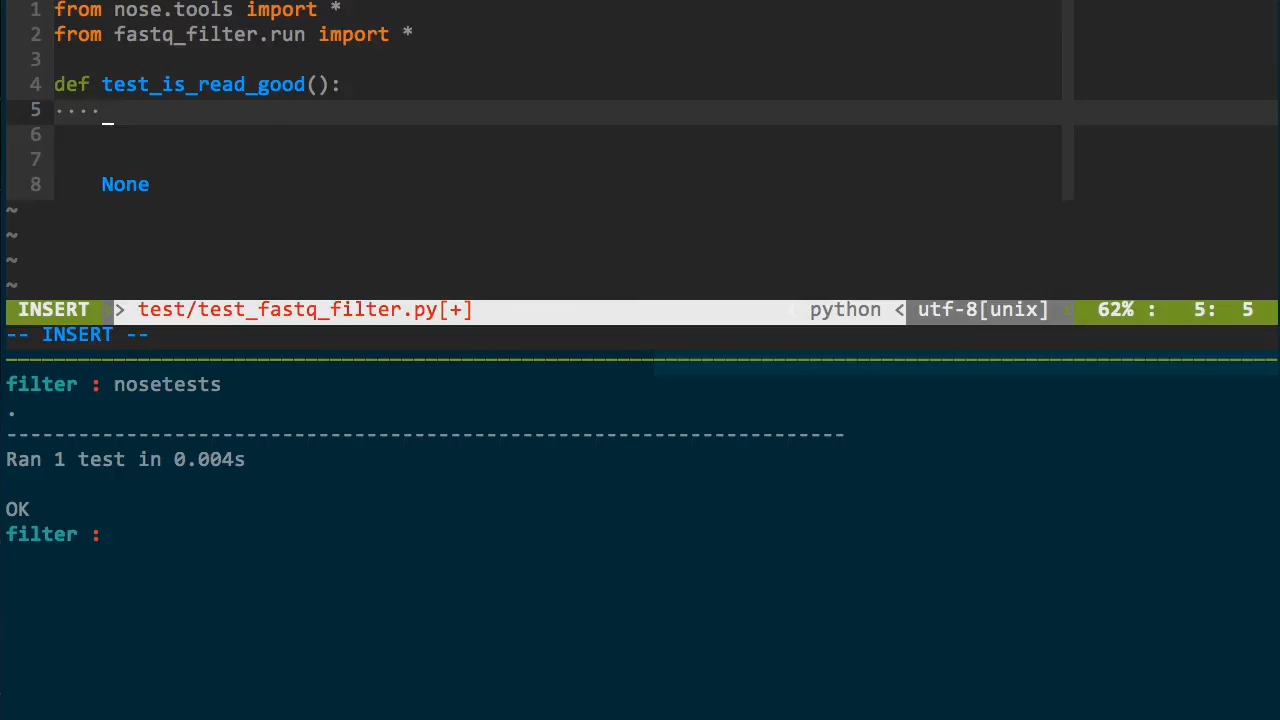 1 from nose.tools import *
2 from fastq_filter.run import *
3
4 def test_is_read_good():
5 ····_
6
7
8     None
~
~
~
~
INSERT > test/test_fastq_filter.py[+] python < utf-8[unix] 62% : 5: 5
-- INSERT --
filter : nosetests
.
----------------------------------------------------------------------
Ran 1 test in 0.004s
OK
filter :